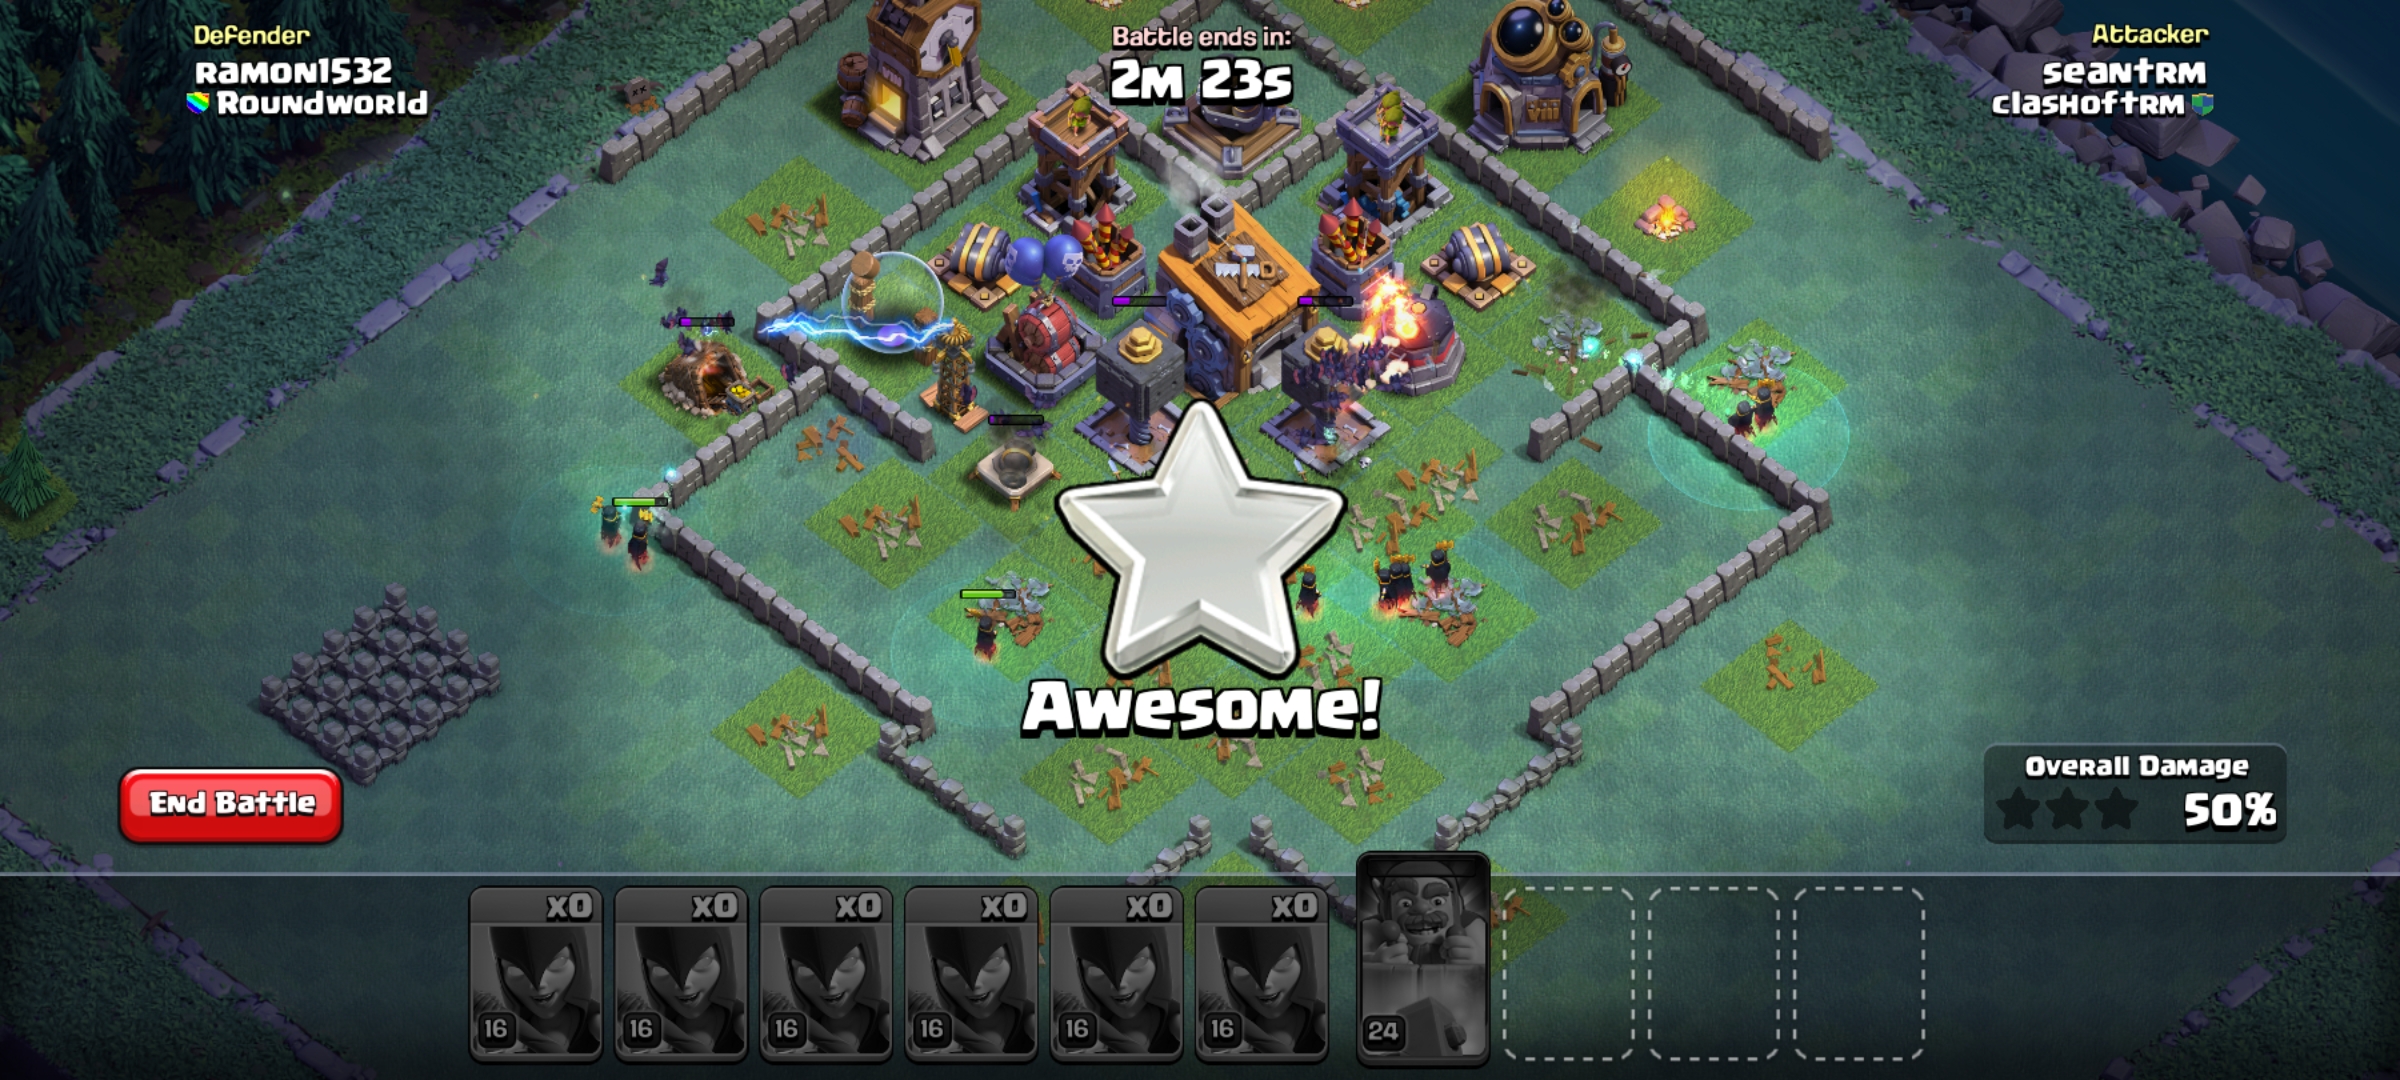 Defender
Ramon1532
Roundworld
Battle ends in:
2M 23s
Attacker
seantrm
clashoftrm
VIII
Awesome!
End Battle
Overall Damage
50%
x0
x0
x0
x0
x0
x0
16
16
16
16
16
16
24